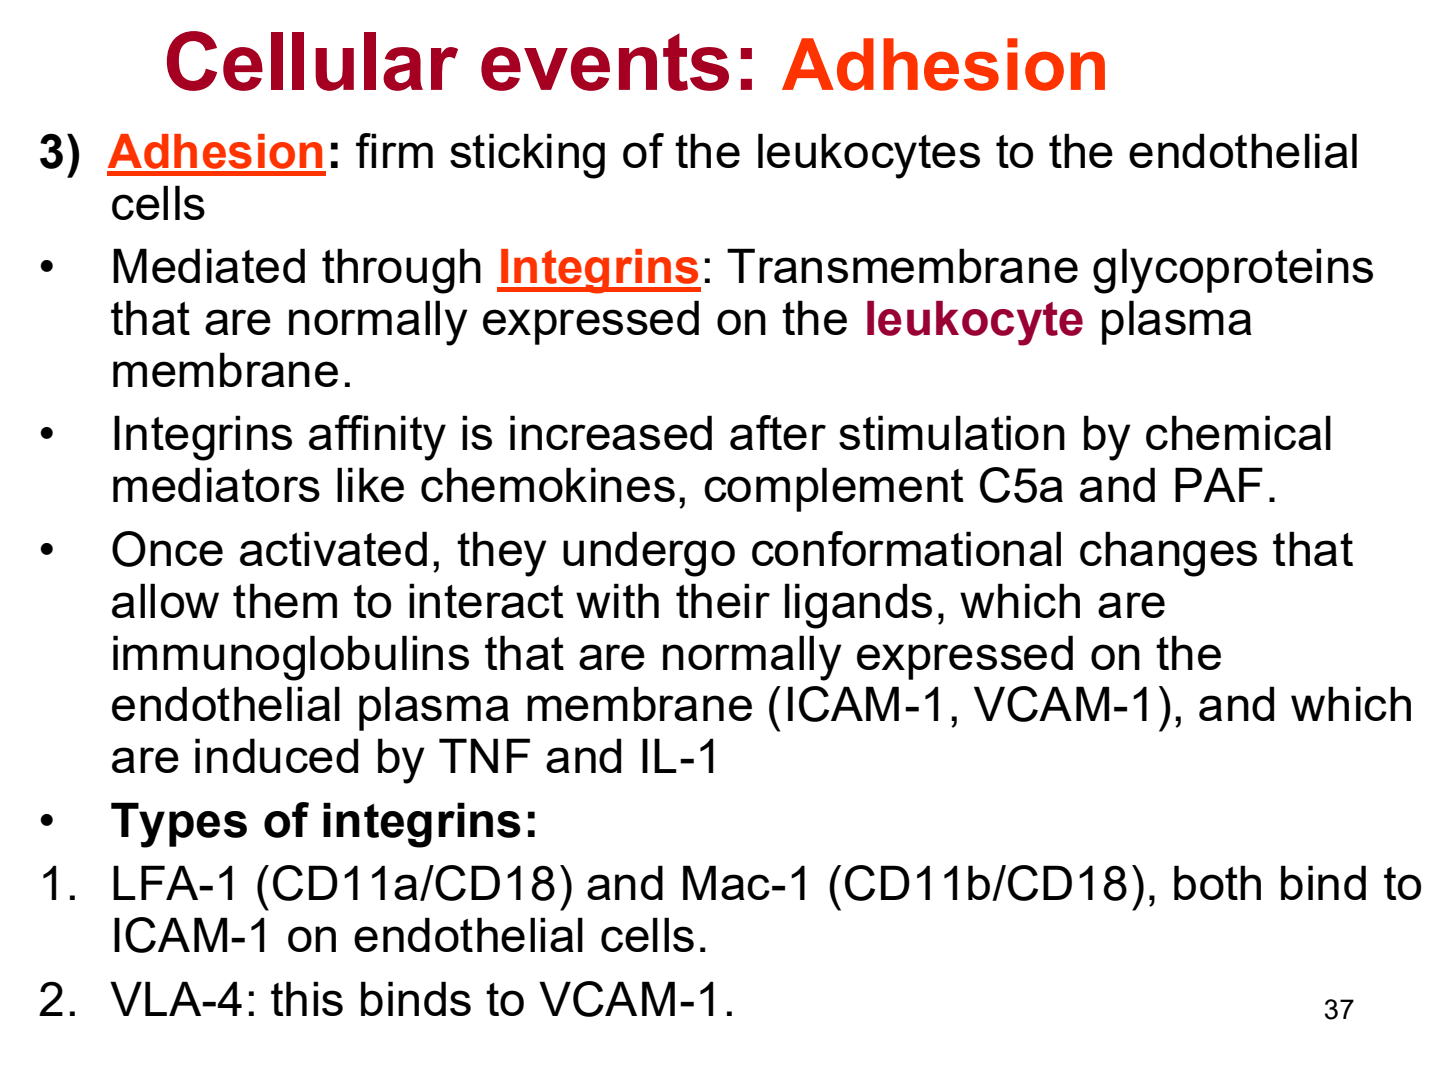 Cellular events: Adhesion
3) Adhesion: firm sticking of the leukocytes to the endothelial
cells
• Mediated through Integrins: Transmembrane glycoproteins
that are normally expressed on the leukocyte plasma
membrane.
• Integrins affinity is increased after stimulation by chemical
mediators like chemokines, complement C5a and PAF.
• Once activated, they undergo conformational changes that
allow them to interact with their ligands, which are
immunoglobulins that are normally expressed on the
endothelial plasma membrane (ICAM-1, VCAM-1), and which
are induced by TNF and IL-1
• Types of integrins:
1. LFA-1 (CD11a/CD18) and Mac-1 (CD11b/CD18), both bind to
ICAM-1 on endothelial cells.
2. VLA-4: this binds to VCAM-1.
37